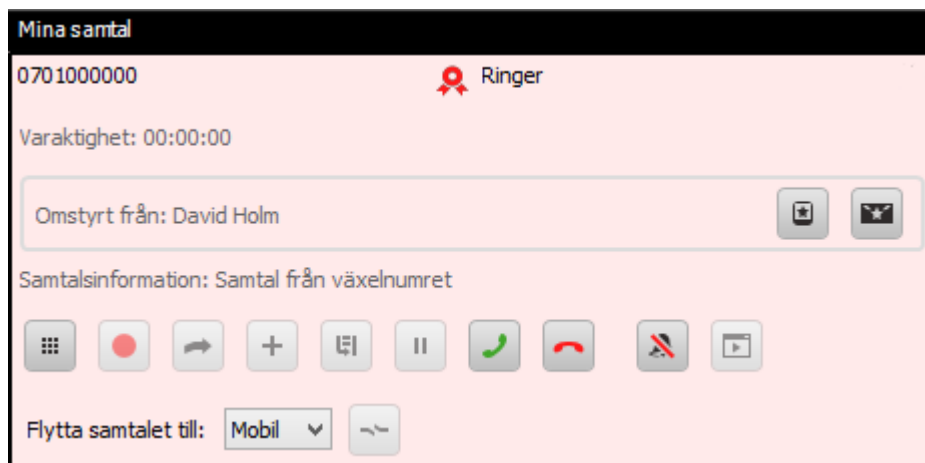 Mina samtal
0701000000 Ringer
Varaktighet: 00:00:00
Omstyrt från: David Holm
Samtalsinformation: Samtal från växelnumret
Flytta samtalet till: Mobil